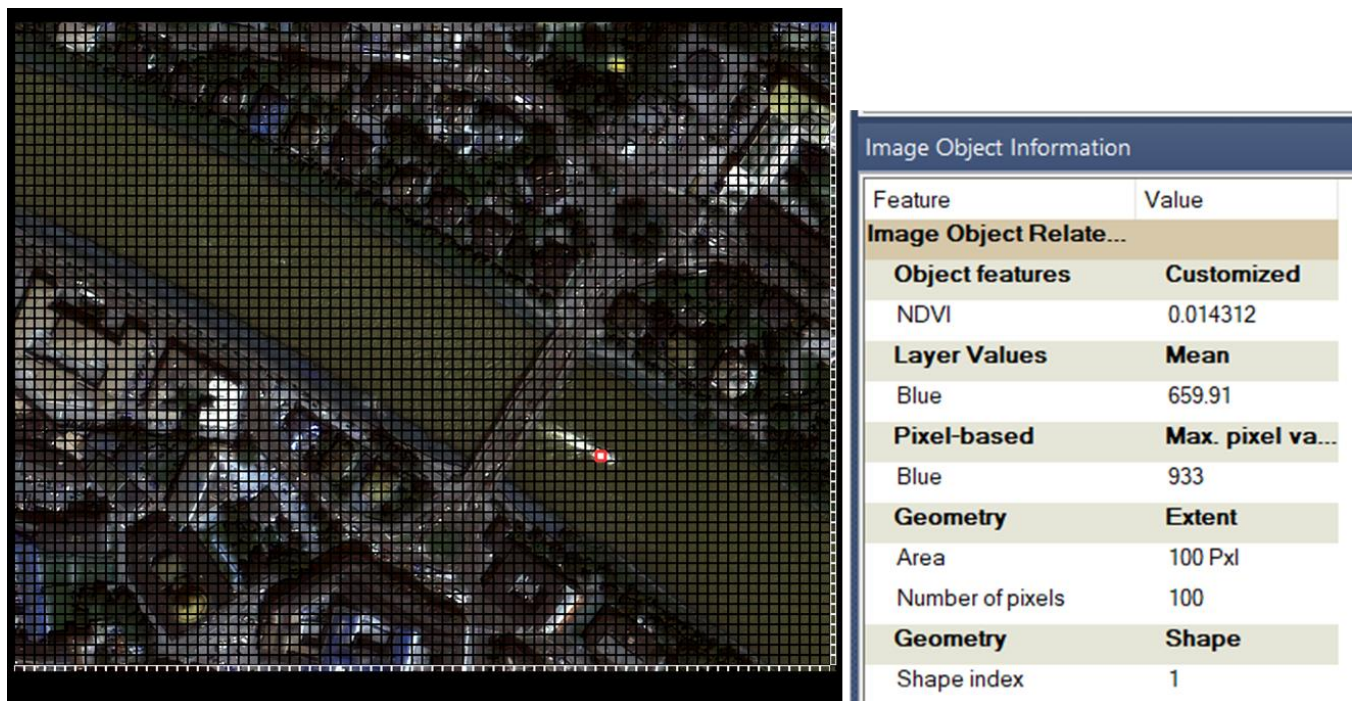 Image Object Information
Feature Value
Image Object Relate...
Object features Customized
NDVI 0.014312
Layer Values Mean
Blue 659.91
Pixel-based Max. pixel va...
Blue 933
Geometry Extent
Area 100 Pxl
Number of pixels 100
Geometry Shape
Shape index 1